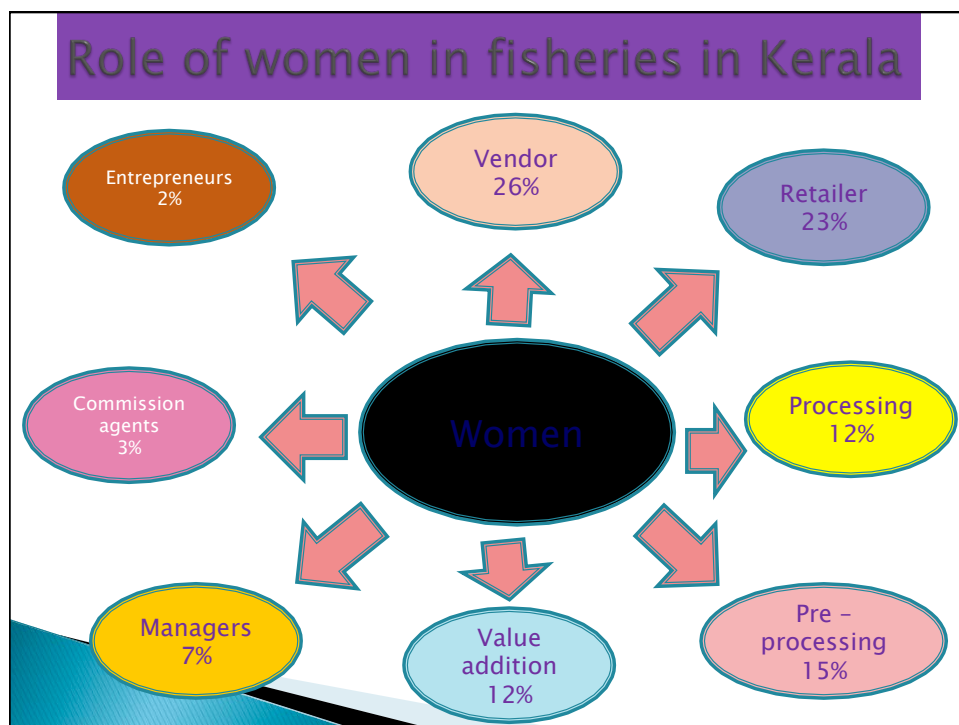 Role of women in fisheries in Kerala
Entrepreneurs
2%
Vendor
26%
Retailer
23%
Commission
agents
3%
Women
Processing
12%
Managers
7%
Value
addition
12%
Pre –
processing
15%